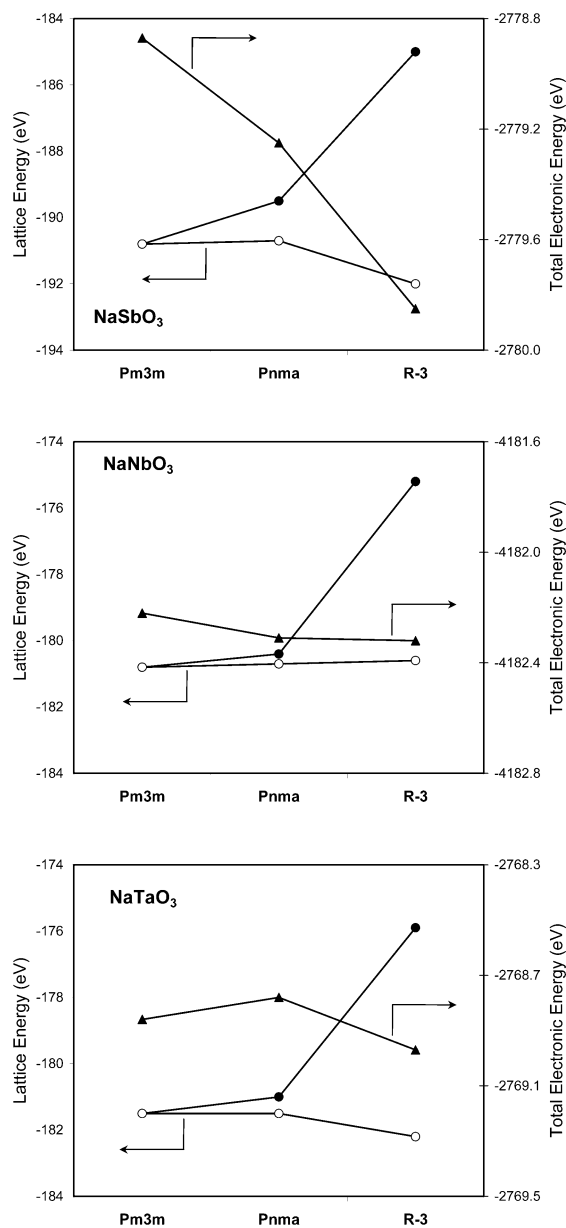 -184
-186
-188
-190
-192
-194
Lattice Energy (eV)
-2778.8
-2779.2
-2779.6
-2780.0
Total Electronic Energy (eV)
NaSbO₃
Pm3m Pnma R-3
-174
-176
-178
-180
-182
-184
Lattice Energy (eV)
-4181.6
-4182.0
-4182.4
-4182.8
Total Electronic Energy (eV)
NaNbO₃
Pm3m Pnma R-3
-174
-176
-178
-180
-182
-184
Lattice Energy (eV)
-2768.3
-2768.7
-2769.1
-2769.5
Total Electronic Energy (eV)
NaTaO₃
Pm3m Pnma R-3